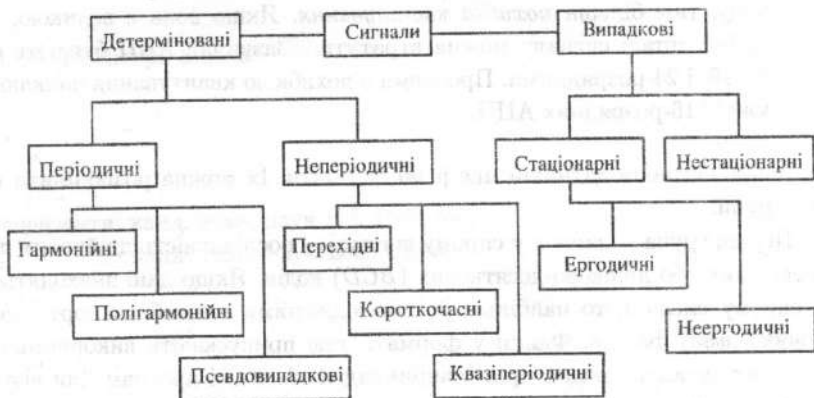 Детерміновані
Сигнали
Випадкові
Періодичні
Неперіодичні
Стаціонарні
Нестаціонарні
Гармонійні
Перехідні
Ергодичні
Полігармонійні
Короткочасні
Неергодичні
Псевдовипадкові
Квазіперіодичні